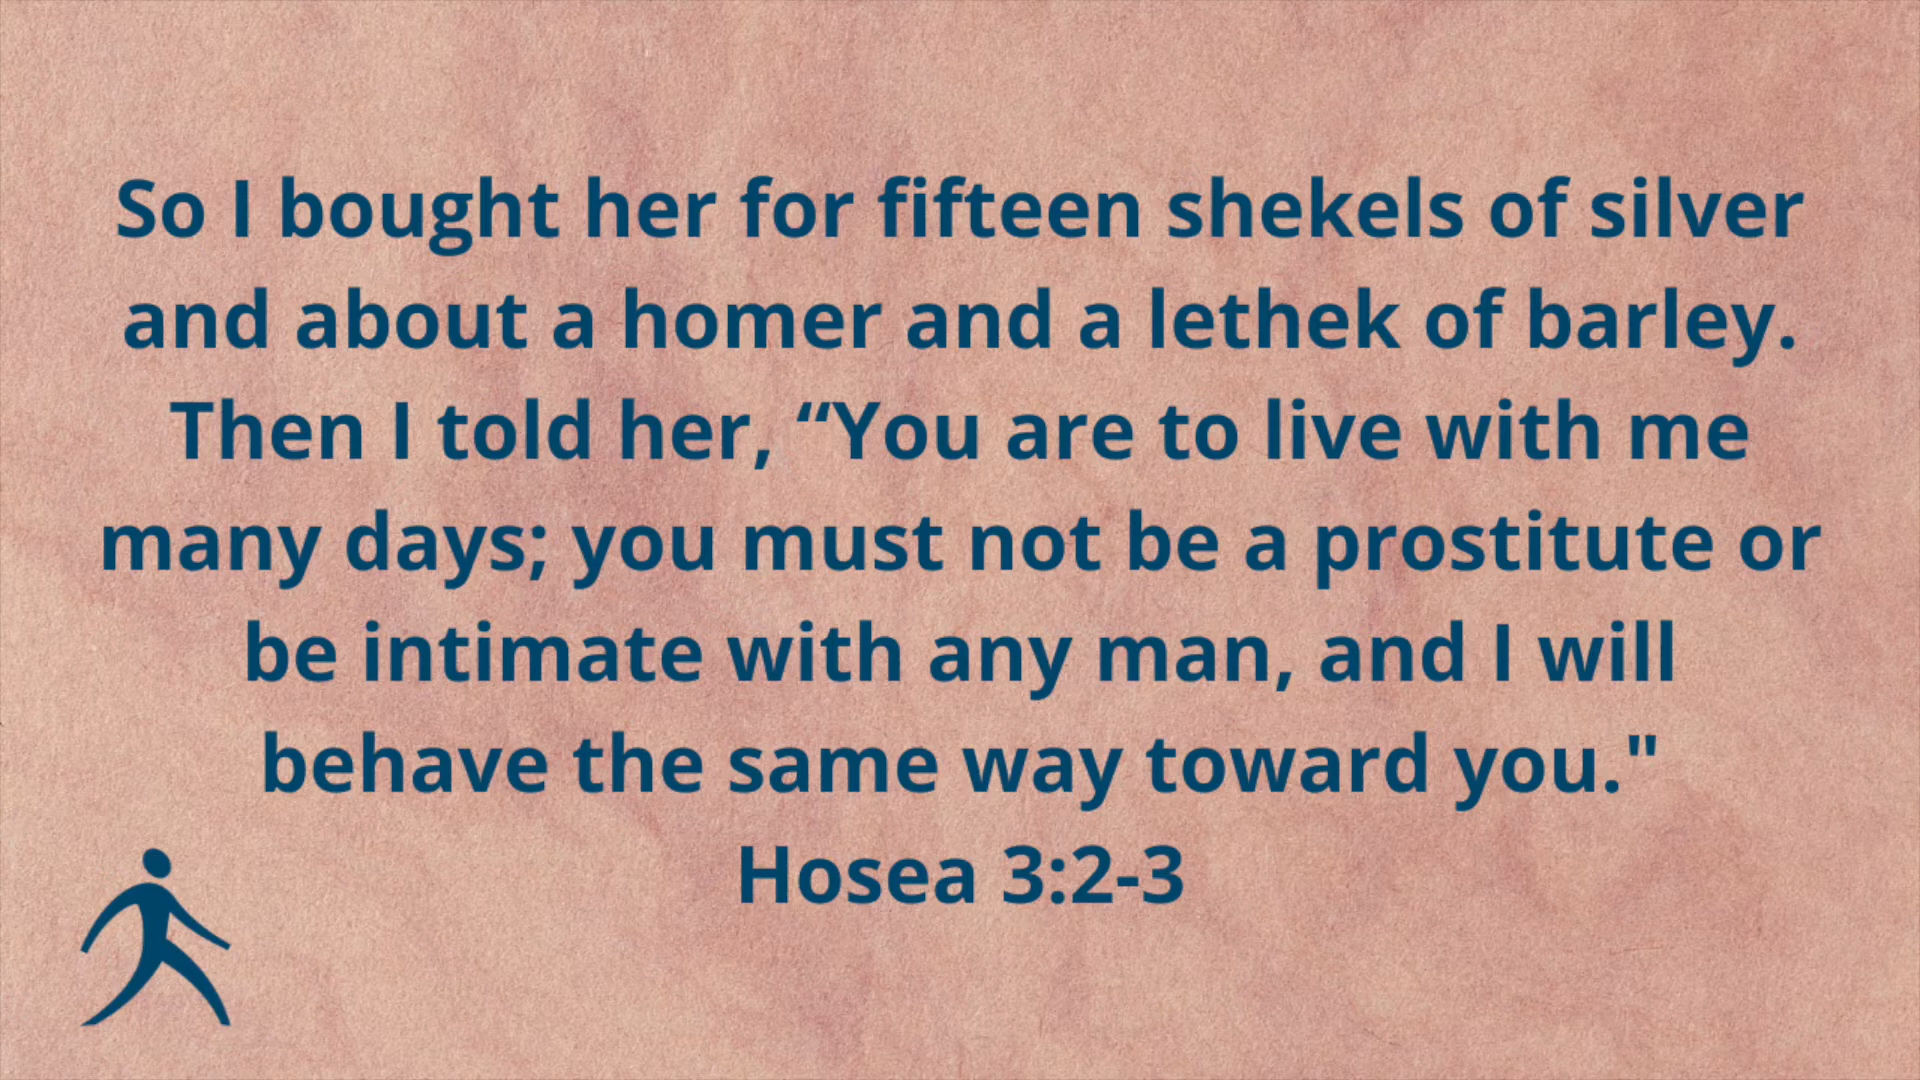 So I bought her for fifteen shekels of silver
and about a homer and a lethek of barley.
Then I told her, “You are to live with me
many days; you must not be a prostitute or
be intimate with any man, and I will
behave the same way toward you."
Hosea 3:2-3